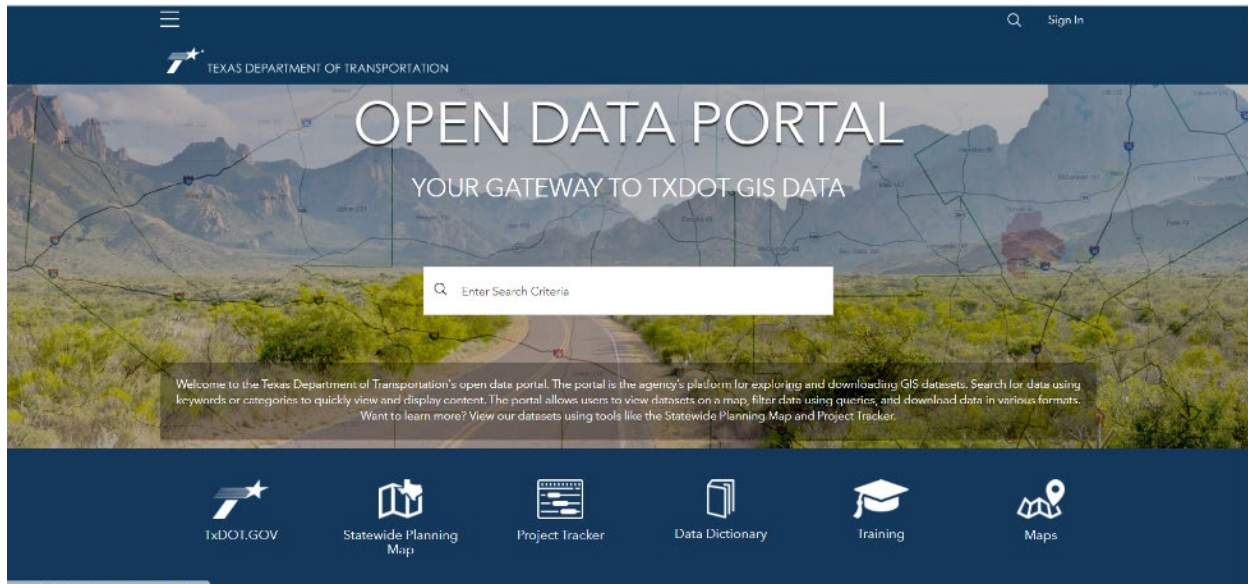 Sign In
TEXAS DEPARTMENT OF TRANSPORTATION
OPEN DATA PORTAL
YOUR GATEWAY TO TXDOT GIS DATA
Enter Search Criteria
Welcome to the Texas Department of Transportation's open data portal. The portal is the agency's platform for exploring and downloading GIS datasets. Search for data using
keywords or categories to quickly view and display content. The portal allows users to view datasets on a map, filter data using queries, and download data in various formats.
Want to learn more? View our datasets using tools like the Statewide Planning Map and Project Tracker.
TxDOT.GOV
Statewide Planning
Map
Project Tracker
Data Dictionary
Training
Maps